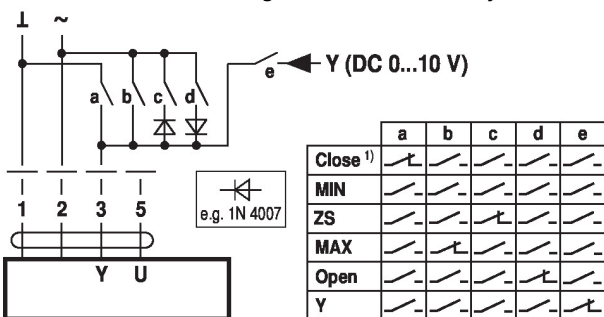 ⊥ ~
a b c d e Y (DC 0...10 V)
e.g. 1N 4007
1 2 3 5
Y U
a b c d e
Close 1)
MIN
ZS
MAX
Open
Y